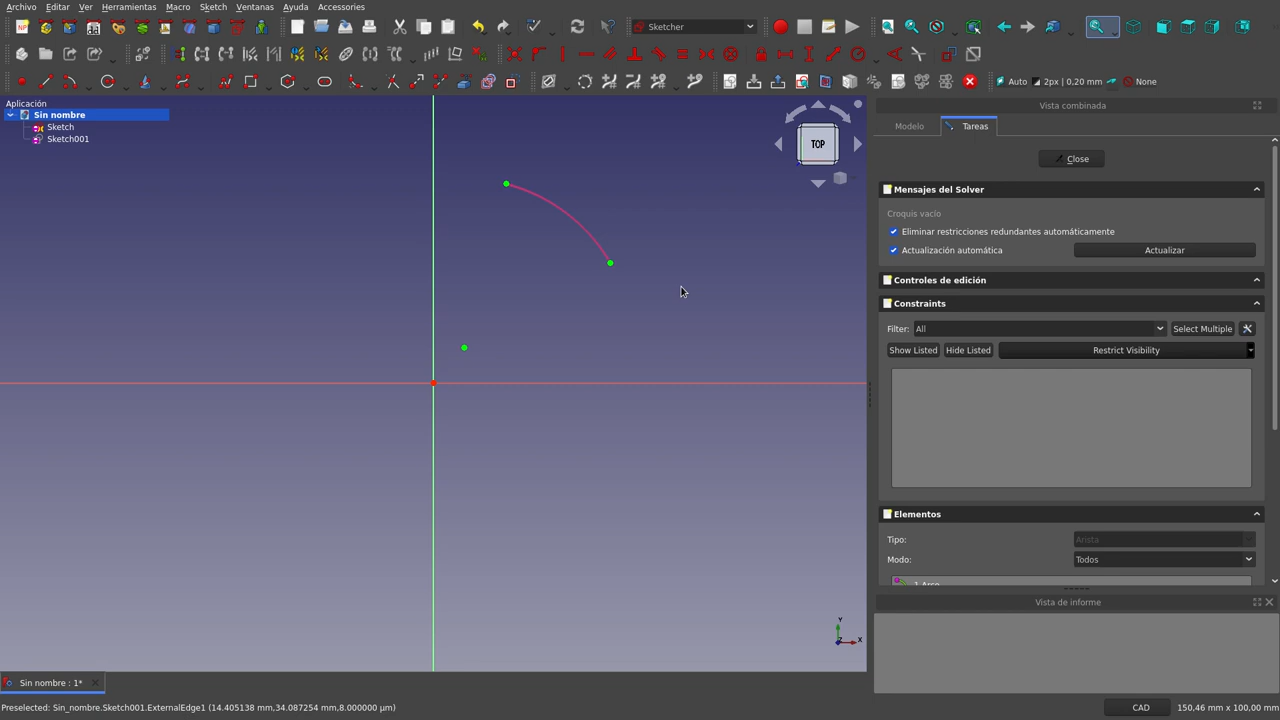 Archivo Editar Ver Herramientas Macro Sketch Ventanas Ayuda Accessories
Sketcher
Auto 2px | 0.20 mm None
Aplicación
Sin nombre
Sketch
Sketch001
TOP
Y
Z X
Vista combinada
Modelo Tareas
Close
Mensajes del Solver
Croquis vacío
Eliminar restricciones redundantes automáticamente
Actualización automática Actualizar
Controles de edición
Constraints
Filter: All Select Multiple
Show Listed Hide Listed Restrict Visibility
Elementos
Tipo: Arista
Modo: Todos
1-Arco
Vista de informe
Sin nombre : 1*
Preselected: Sin_nombre.Sketch001.ExternalEdge1 (14.405138 mm,34.087254 mm,8.000000 μm) CAD 150,46 mm x 100,00 mm